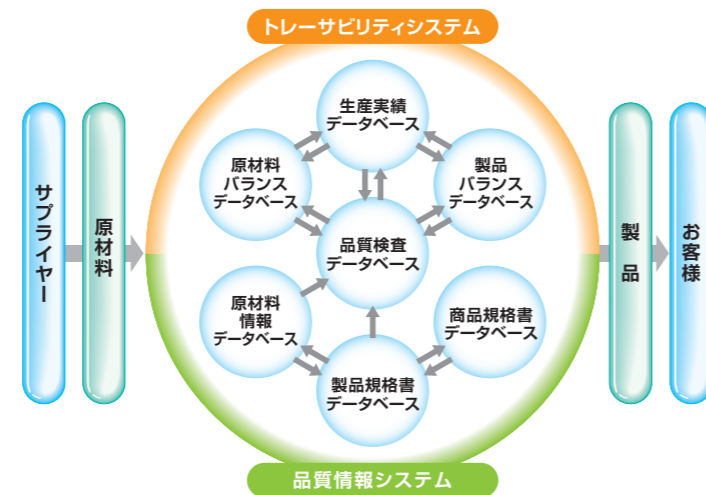 トレーサビリティシステム
サプライヤー
原材料
生産実績
データベース
原材料
バランス
データベース
製品
バランス
データベース
品質検査
データベース
原材料
情報
データベース
商品規格書
データベース
製品規格書
データベース
製品
お客様
品質情報システム